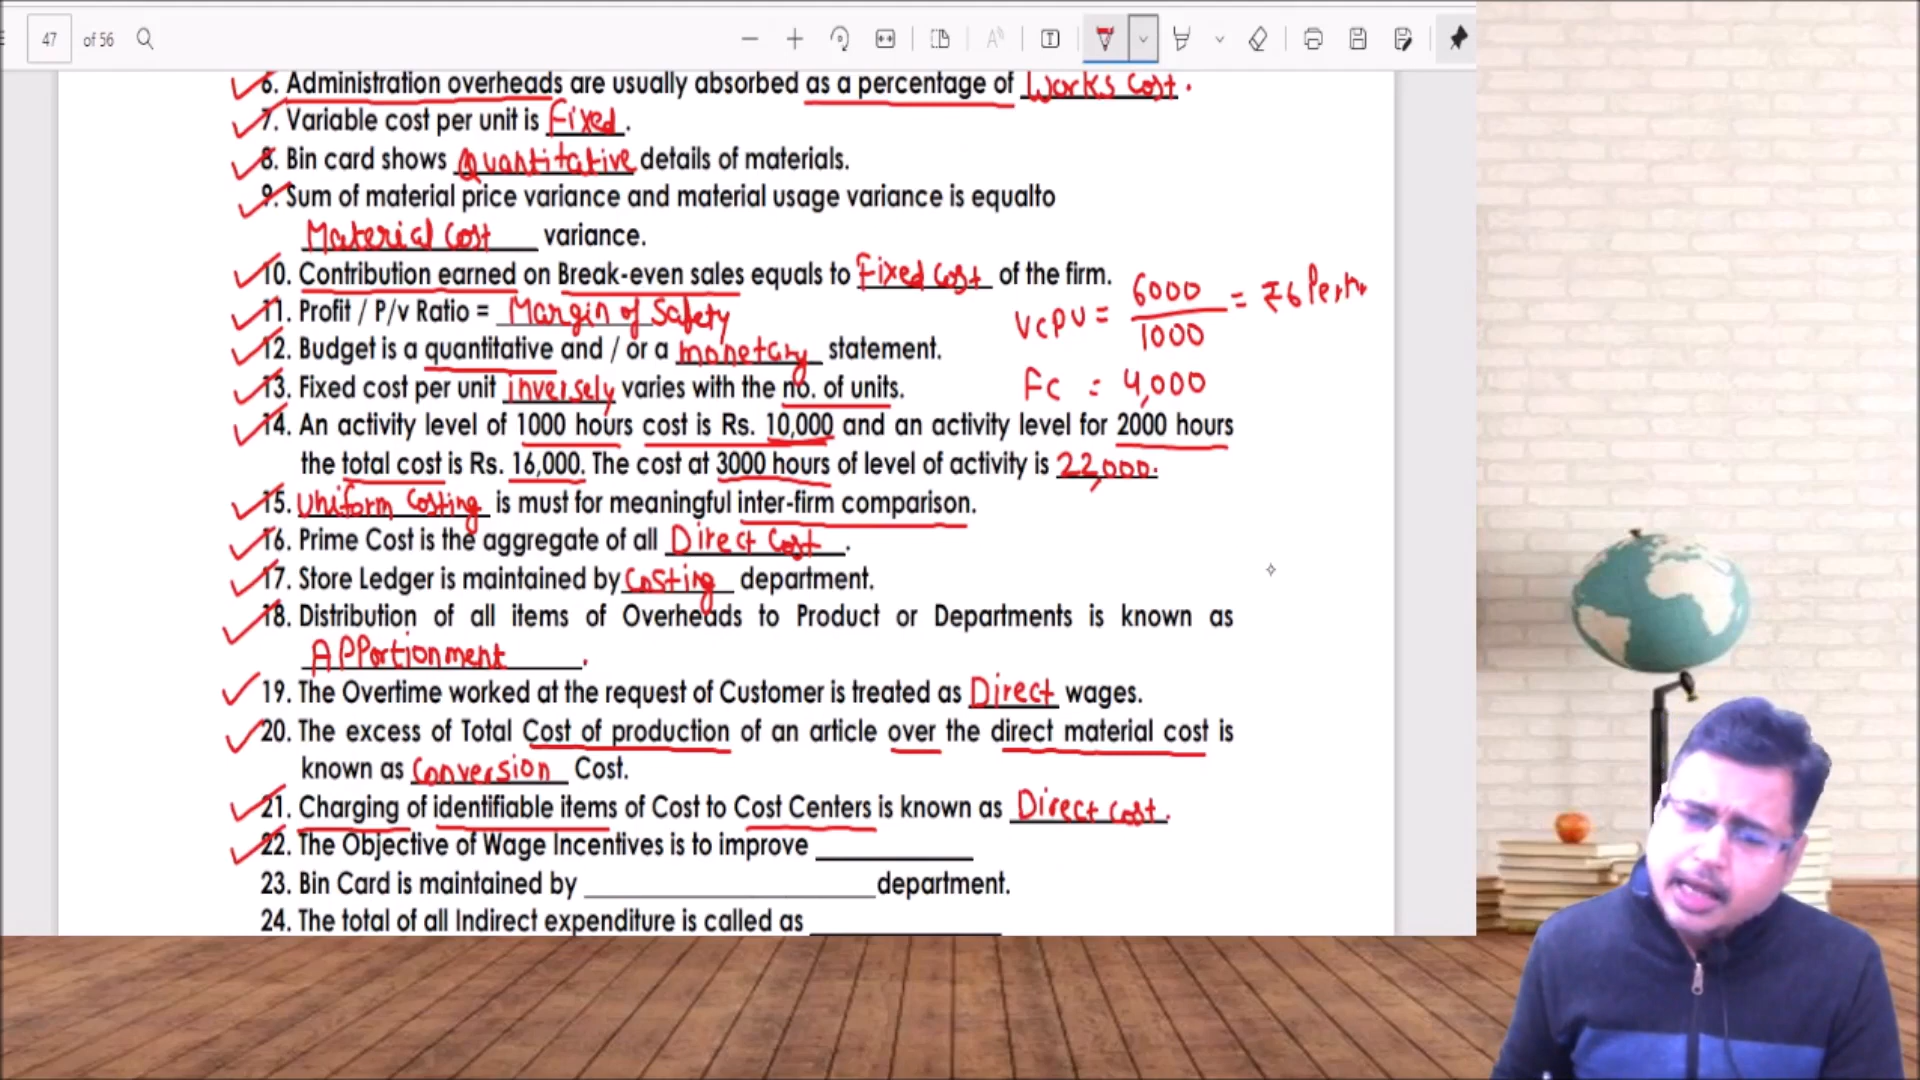 47 of 56
6. Administration overheads are usually absorbed as a percentage of Works Cost.
7. Variable cost per unit is Fixed.
8. Bin card shows Quantitative details of materials.
9. Sum of material price variance and material usage variance is equalto
Material Cost variance.
10. Contribution earned on Break-even sales equals to Fixed Cost of the firm.
VCPU = 6000 / 1000 = ₹6
11. Profit / P/v Ratio = Margin of Safety
12. Budget is a quantitative and / or a monetary statement.
13. Fixed cost per unit inversely varies with the no. of units.
FC = 4,000
14. An activity level of 1000 hours cost is Rs. 10,000 and an activity level for 2000 hours
the total cost is Rs. 16,000. The cost at 3000 hours of level of activity is 22,000.
15. Uniform Costing is must for meaningful inter-firm comparison.
16. Prime Cost is the aggregate of all Direct Cost.
17. Store Ledger is maintained by Costing department.
18. Distribution of all items of Overheads to Product or Departments is known as
Apportionment.
19. The Overtime worked at the request of Customer is treated as Direct wages.
20. The excess of Total Cost of production of an article over the direct material cost is
known as Conversion Cost.
21. Charging of identifiable items of Cost to Cost Centers is known as Direct Cost.
22. The Objective of Wage Incentives is to improve
23. Bin Card is maintained by department.
24. The total of all Indirect expenditure is called as